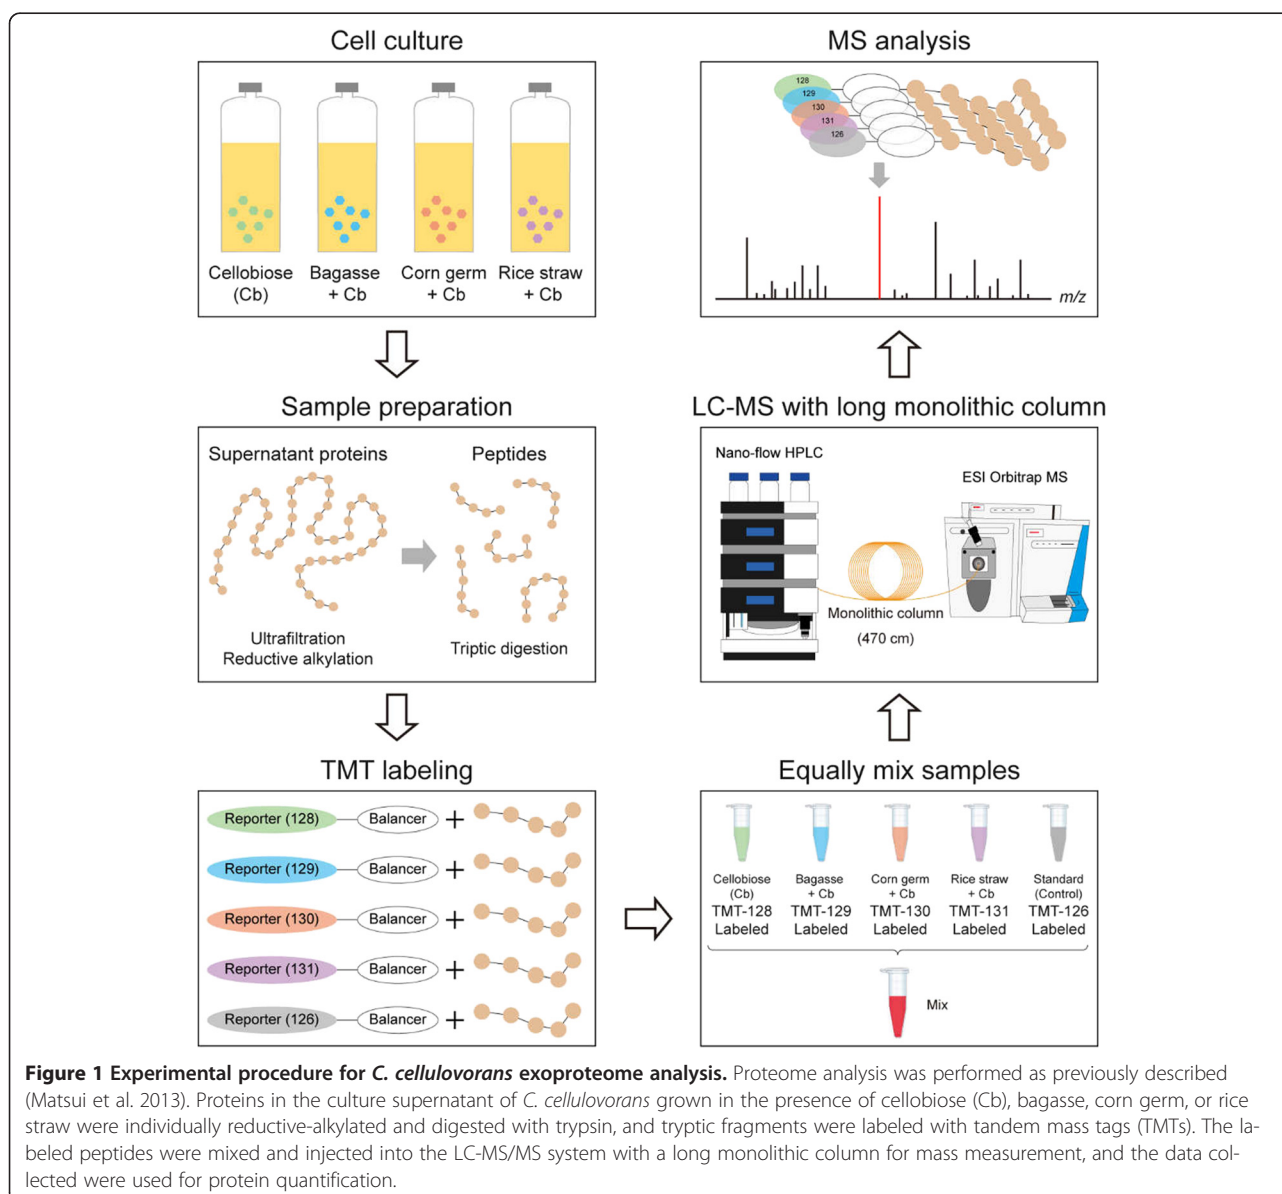 Cell culture
Cellobiose
(Cb)
Bagasse
+ Cb
Corn germ
+ Cb
Rice straw
+ Cb
Sample preparation
Supernatant proteins
Peptides
Ultrafiltration
Reductive alkylation
Triptic digestion
TMT labeling
Reporter (128)
Balancer
+
Reporter (129)
Balancer
+
Reporter (130)
Balancer
+
Reporter (131)
Balancer
+
Reporter (126)
Balancer
+
Equally mix samples
Cellobiose
(Cb)
TMT-128
Labeled
Bagasse
+ Cb
TMT-129
Labeled
Corn germ
+ Cb
TMT-130
Labeled
Rice straw
+ Cb
TMT-131
Labeled
Standard
(Control)
TMT-126
Labeled
Mix
LC-MS with long monolithic column
Nano-flow HPLC
ESI Orbitrap MS
Monolithic column
(470 cm)
MS analysis
128
129
130
131
126
m/z
Figure 1 Experimental procedure for C. cellulovorans exoproteome analysis. Proteome analysis was performed as previously described
(Matsui et al. 2013). Proteins in the culture supernatant of C. cellulovorans grown in the presence of cellobiose (Cb), bagasse, corn germ, or rice
straw were individually reductive-alkylated and digested with trypsin, and tryptic fragments were labeled with tandem mass tags (TMTs). The la-
beled peptides were mixed and injected into the LC-MS/MS system with a long monolithic column for mass measurement, and the data col-
lected were used for protein quantification.